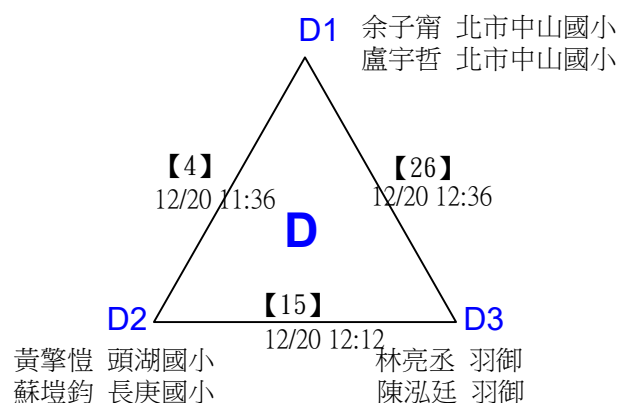 D1
余子甯 北市中山國小
盧宇哲 北市中山國小
【4】
12/20 11:36
【26】
12/20 12:36
D
D2
【15】
12/20 12:12
D3
黃擎愷 頭湖國小
蘇塏鈞 長庚國小
林亮丞 羽御
陳泓廷 羽御